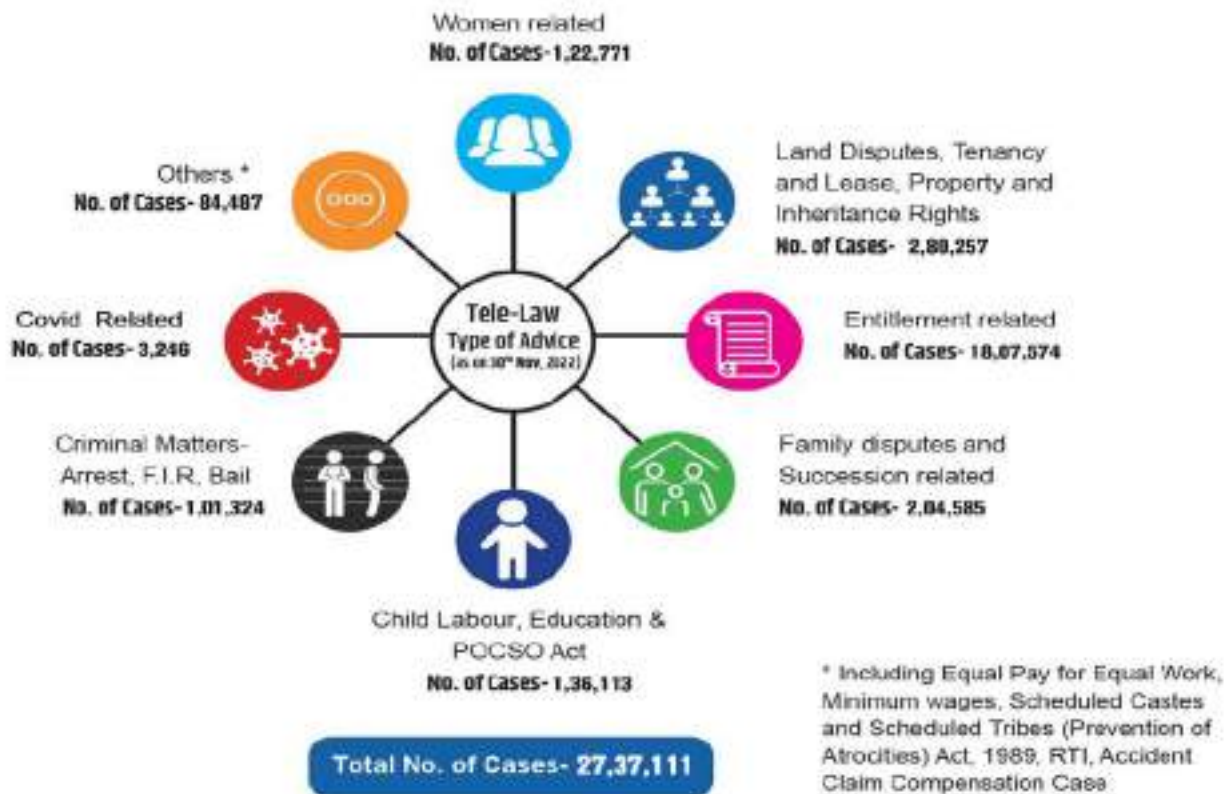 Women related
No. of Cases- 1,22,771
Others *
No. of Cases- 84,487
Land Disputes, Tenancy
and Lease, Property and
Inheritance Rights
No. of Cases- 2,80,257
Tele-Law
Type of Advice
(as on 30th Nov, 2022)
Covid Related
No. of Cases- 3,246
Entitlement related
No. of Cases- 18,07,574
Criminal Matters-
Arrest, F.I.R, Bail
No. of Cases- 1,01,324
Family disputes and
Succession related
No. of Cases- 2,04,585
Child Labour, Education &
POCSO Act
No. of Cases- 1,36,113
Total No. of Cases- 27,37,111
* Including Equal Pay for Equal Work,
Minimum wages, Scheduled Castes
and Scheduled Tribes (Prevention of
Atrocities) Act, 1989, RTI, Accident
Claim Compensation Case